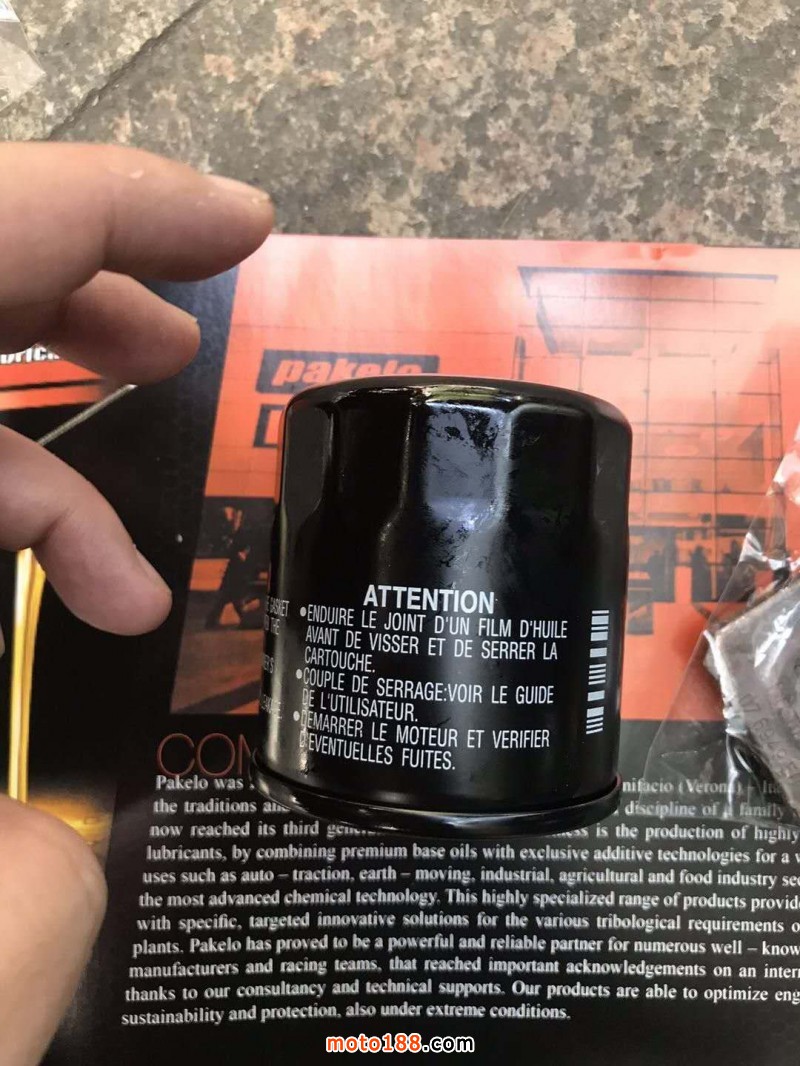 pakelo
ATTENTION
E GASKET
THE
●ENDUIRE LE JOINT D'UN FILM D'HUILE
AVANT DE VISSER ET DE SERRER LA
CARTOUCHE.
●COUPLE DE SERRAGE:VOIR LE GUIDE
DE L'UTILISATEUR.
●DEMARRER LE MOTEUR ET VERIFIER
D'EVENTUELLES FUITES.
CON
Pakelo was nifacio (Verona) –
the traditions discipline of a family
now reached its third is the production of highly
lubricants, by combining premium base oils with exclusive additive technologies for a
uses such as auto – traction, earth – moving, industrial, agricultural and food industry
the most advanced chemical technology. This highly specialized range of products
with specific, targeted innovative solutions for the various tribological requirements
plants. Pakelo has proved to be a powerful and reliable partner for numerous well –
manufacturers and racing teams, that reached important acknowledgements on an
thanks to our consultancy and technical supports. Our products are able to optimize
sustainability and protection, also under extreme conditions.
moto188.com